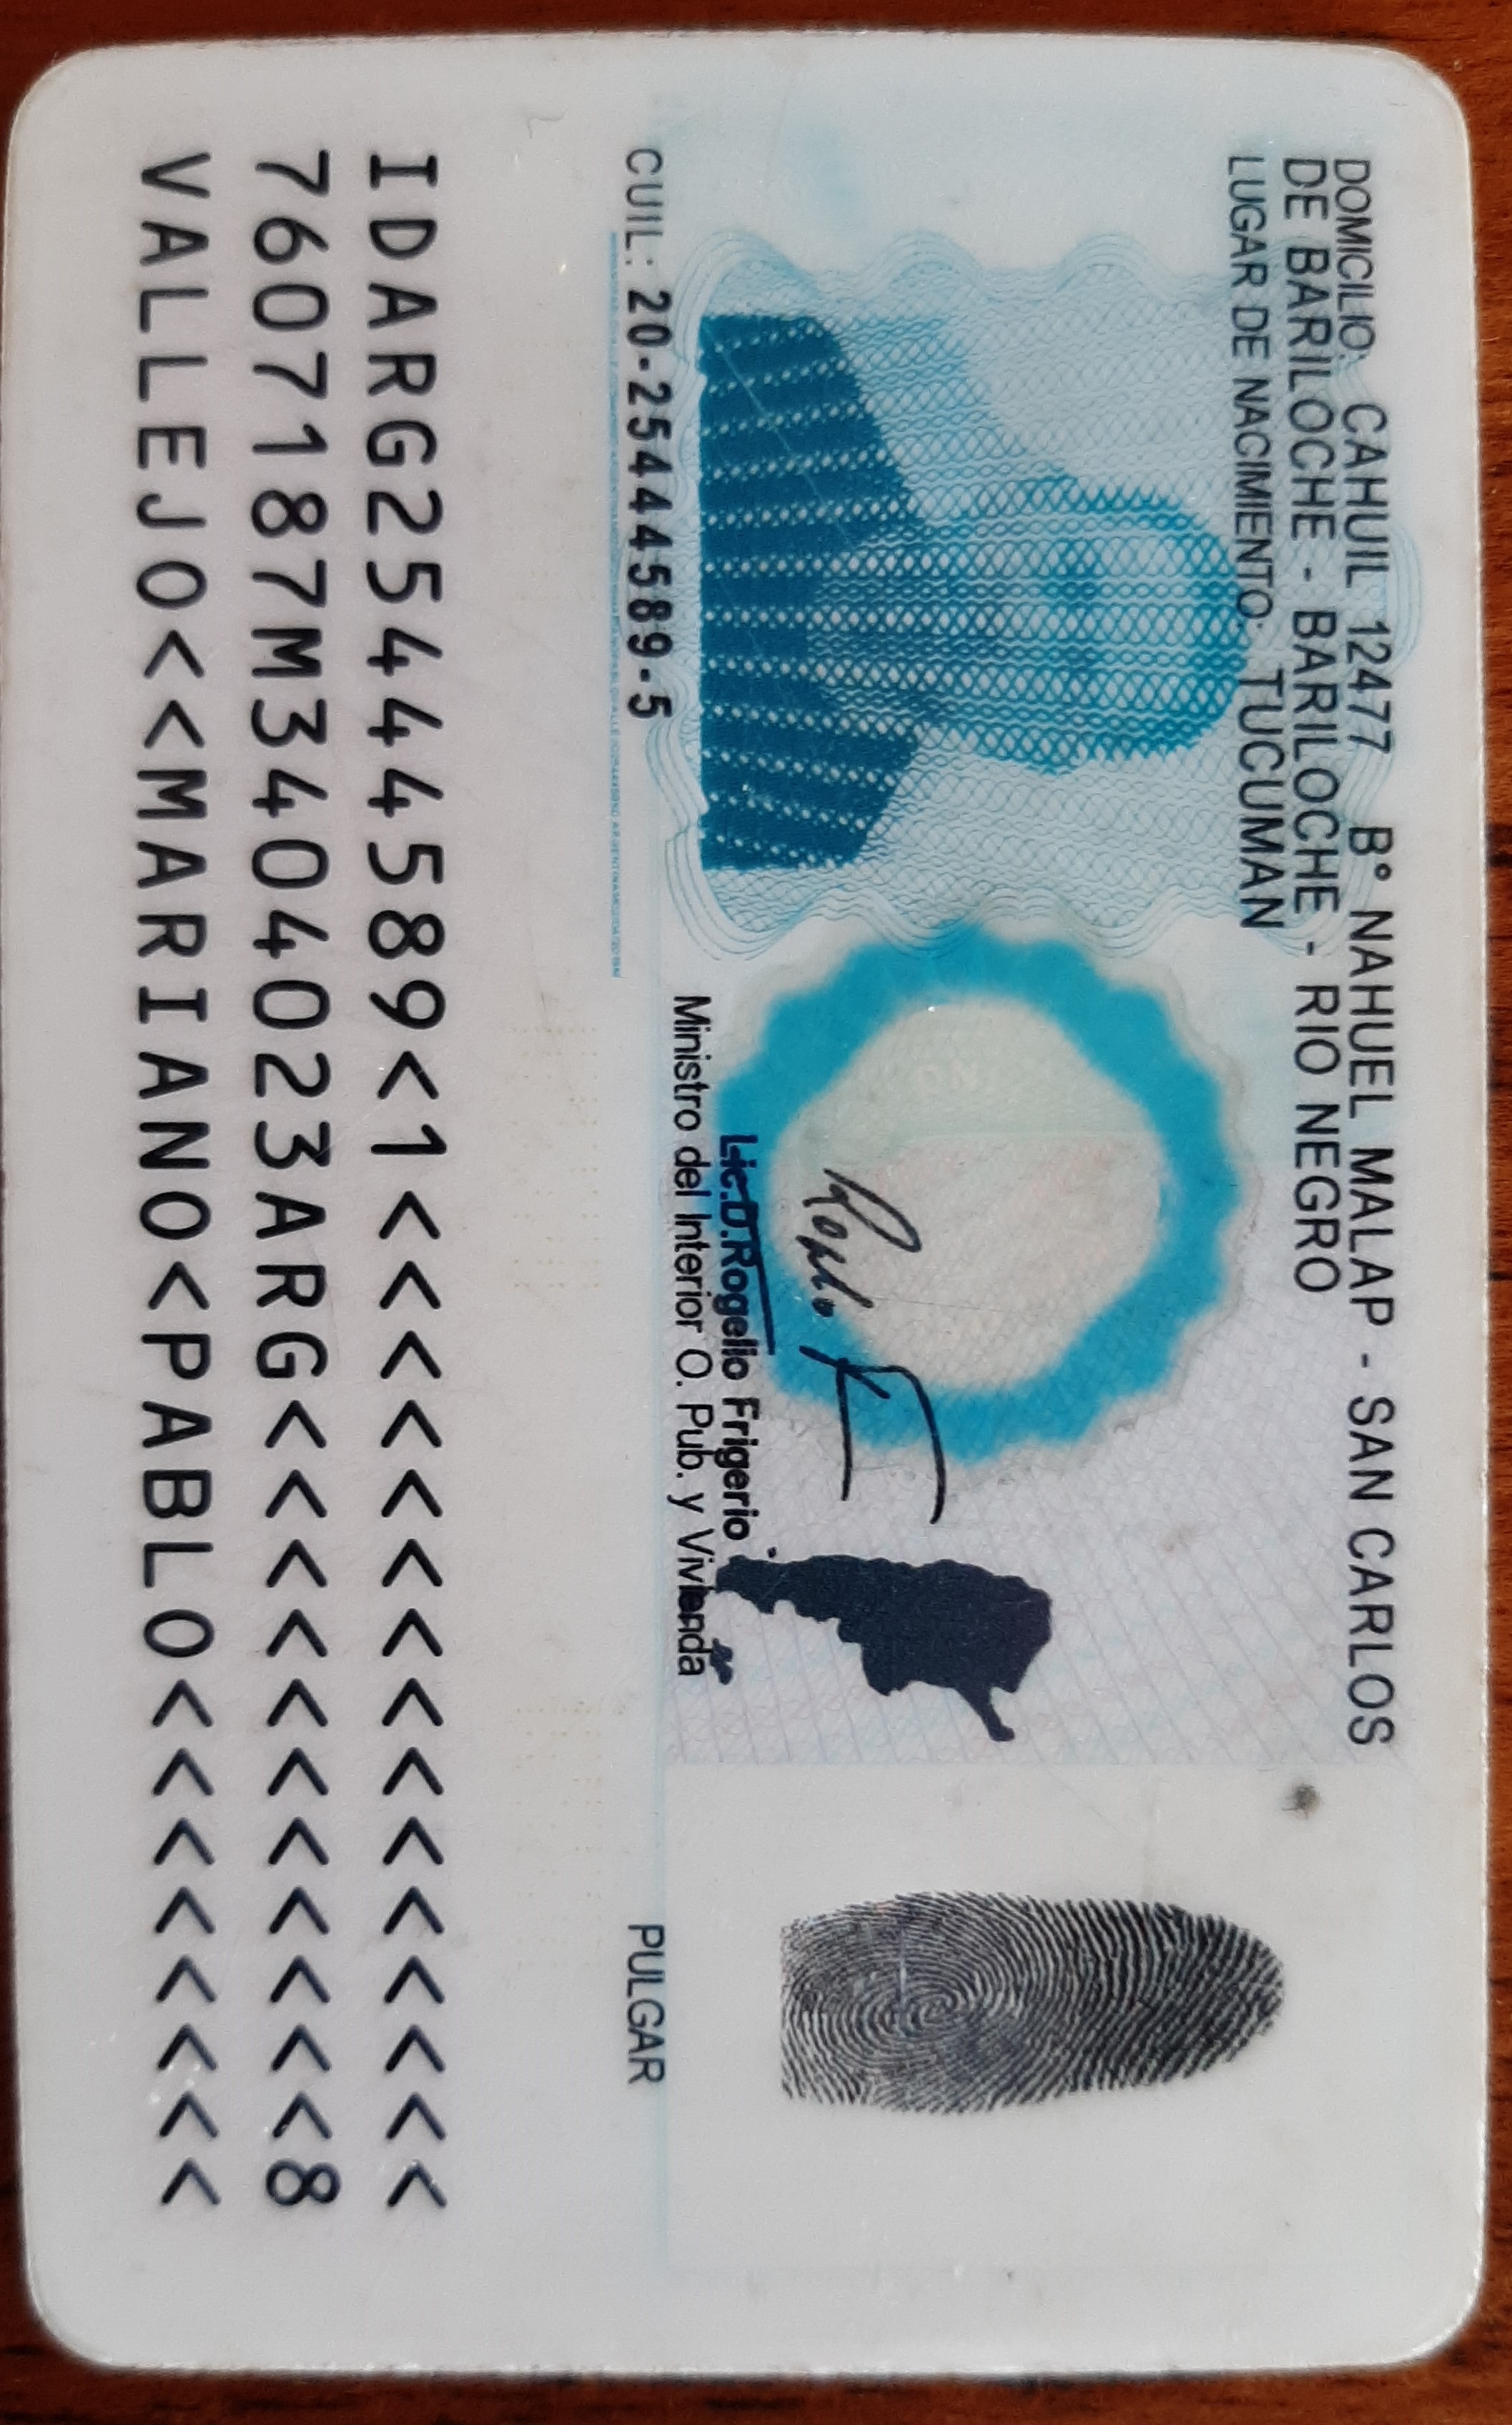 DOMICILIO: CAHUIL 12477 B° NAHUEL MALAP - SAN CARLOS
DE BARILOCHE - BARILOCHE - RIO NEGRO
LUGAR DE NACIMIENTO: TUCUMAN
Lic.D.Rogelio Frigerio
Ministro del Interior O. Pub. y Vivienda
CUIL: 20-25444589-5
PULGAR
IDARG25444589<1<<<<<<<<<<<<<<<
7607187M3404023ARG<<<<<<<<<<<8
VALLEJO<<MARIANO<PABLO<<<<<<<<